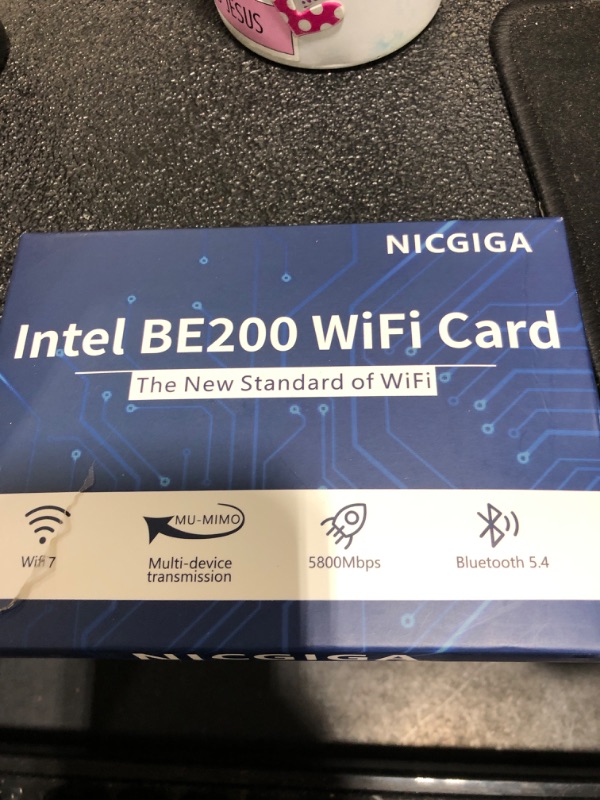 JESUS
NICGIGA
Intel BE200 WiFi Card
The New Standard of WiFi
Wifi 7
MU-MIMO
Multi-device
transmission
5800Mbps
Bluetooth 5.4
NICGIGA